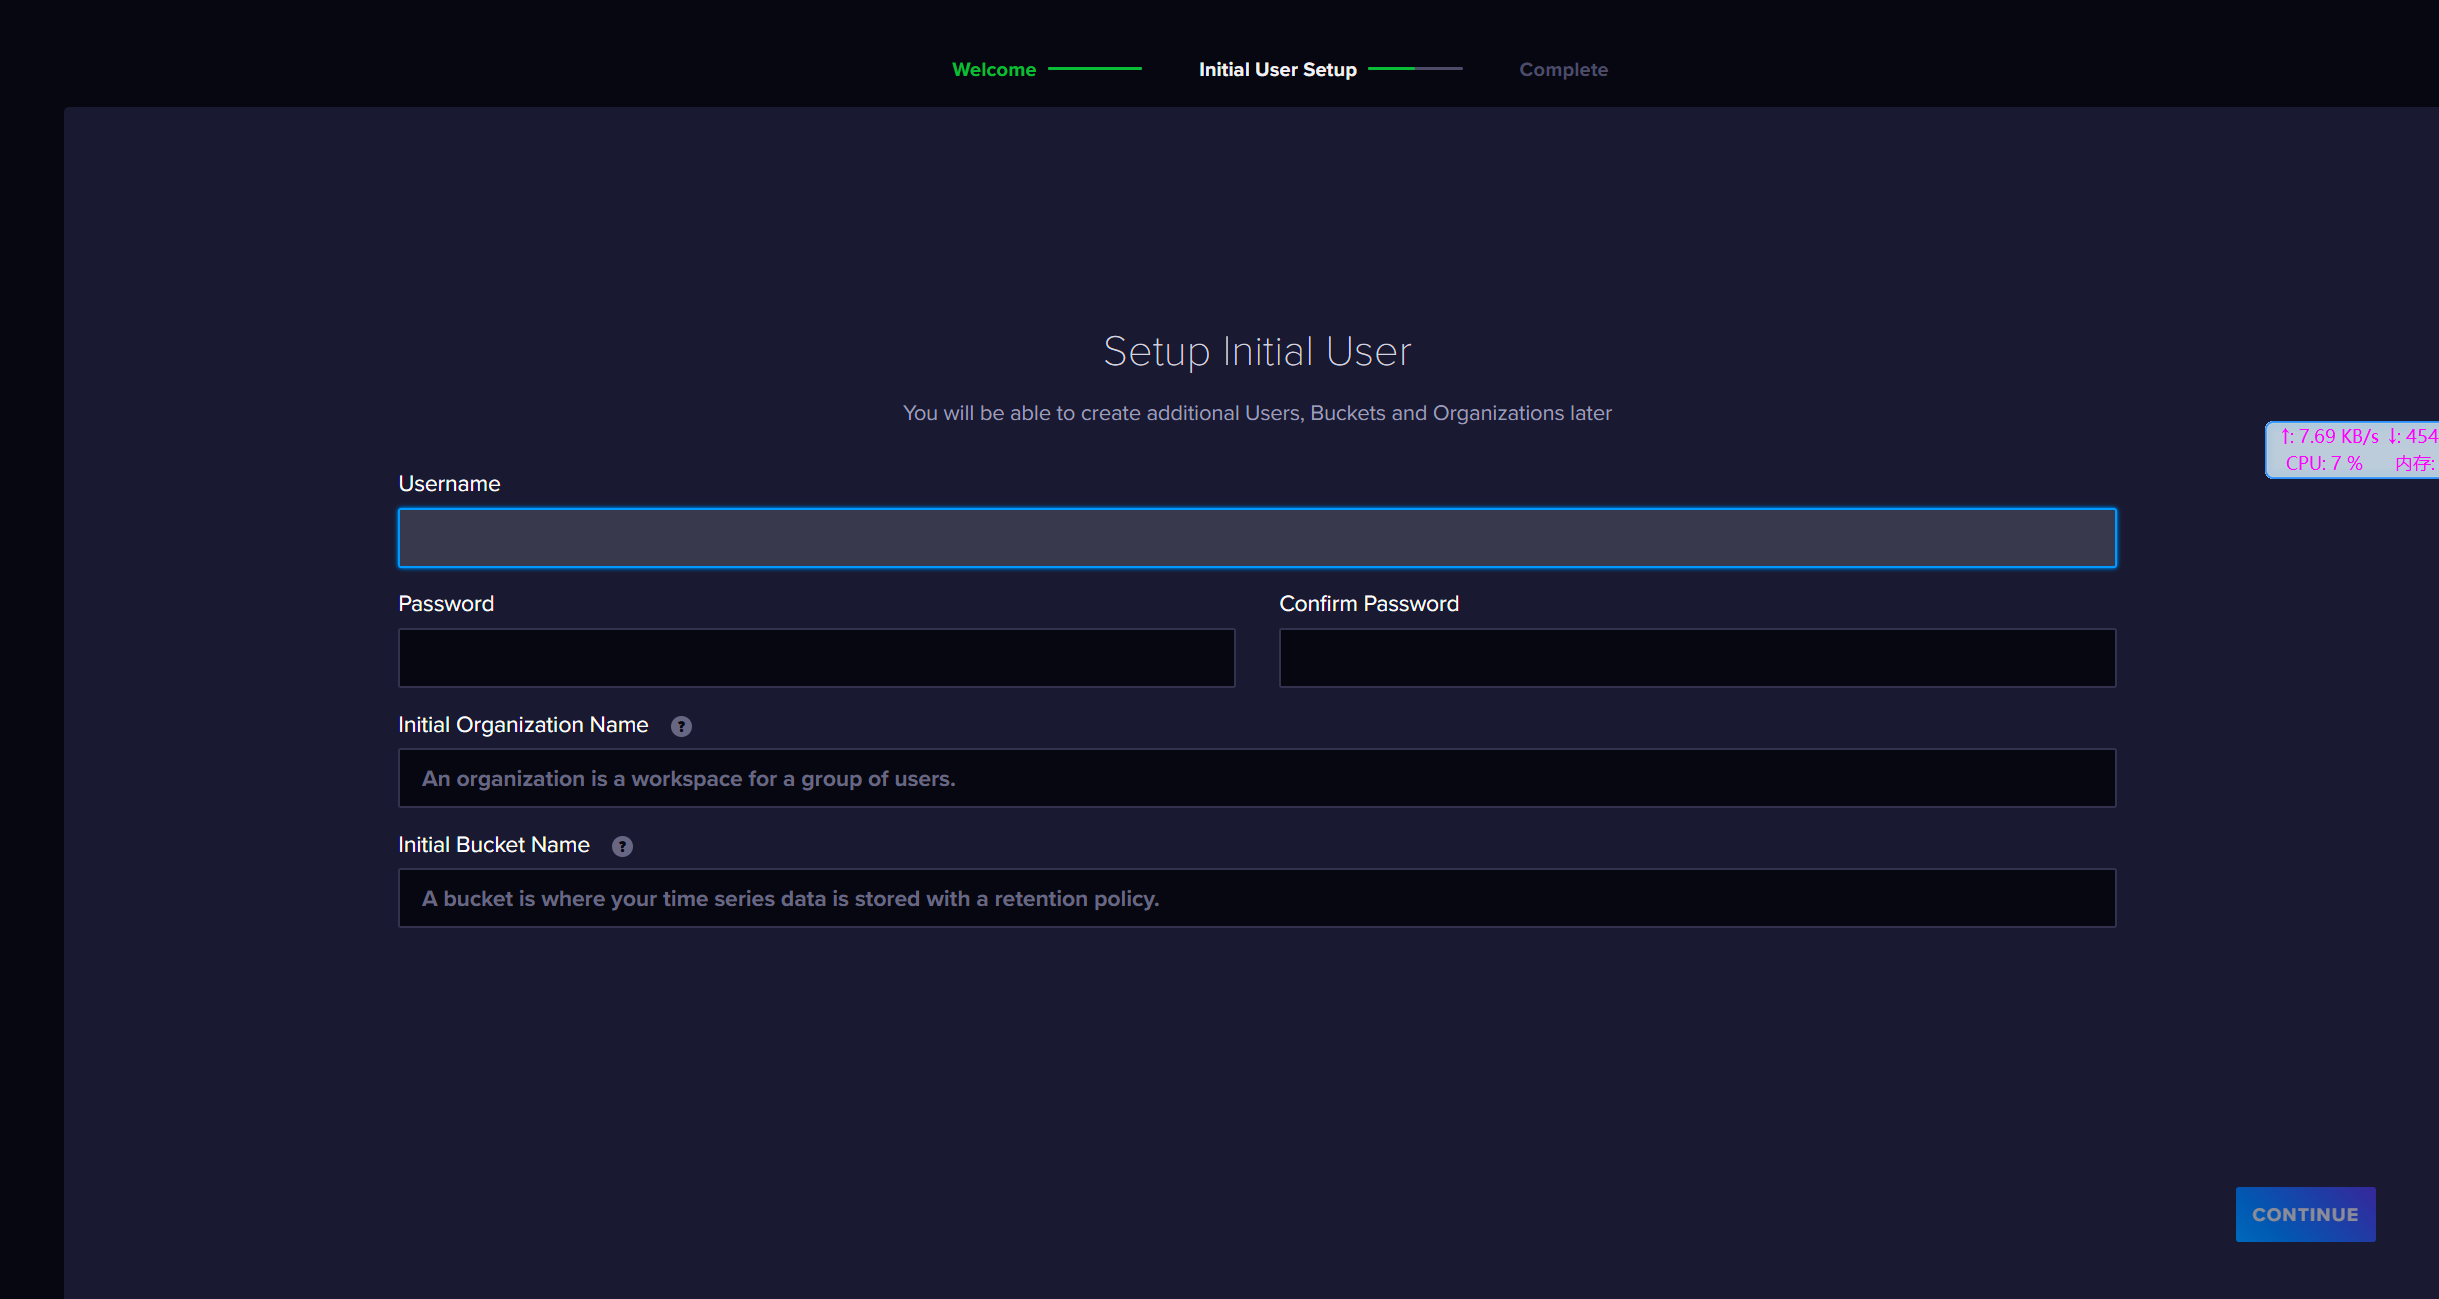 Welcome
Initial User Setup
Complete
Setup Initial User
You will be able to create additional Users, Buckets and Organizations later
↑: 7.69 KB/s ↓: 454
CPU: 7 % 内存:
Username
Password
Confirm Password
Initial Organization Name ?
An organization is a workspace for a group of users.
Initial Bucket Name ?
A bucket is where your time series data is stored with a retention policy.
CONTINUE